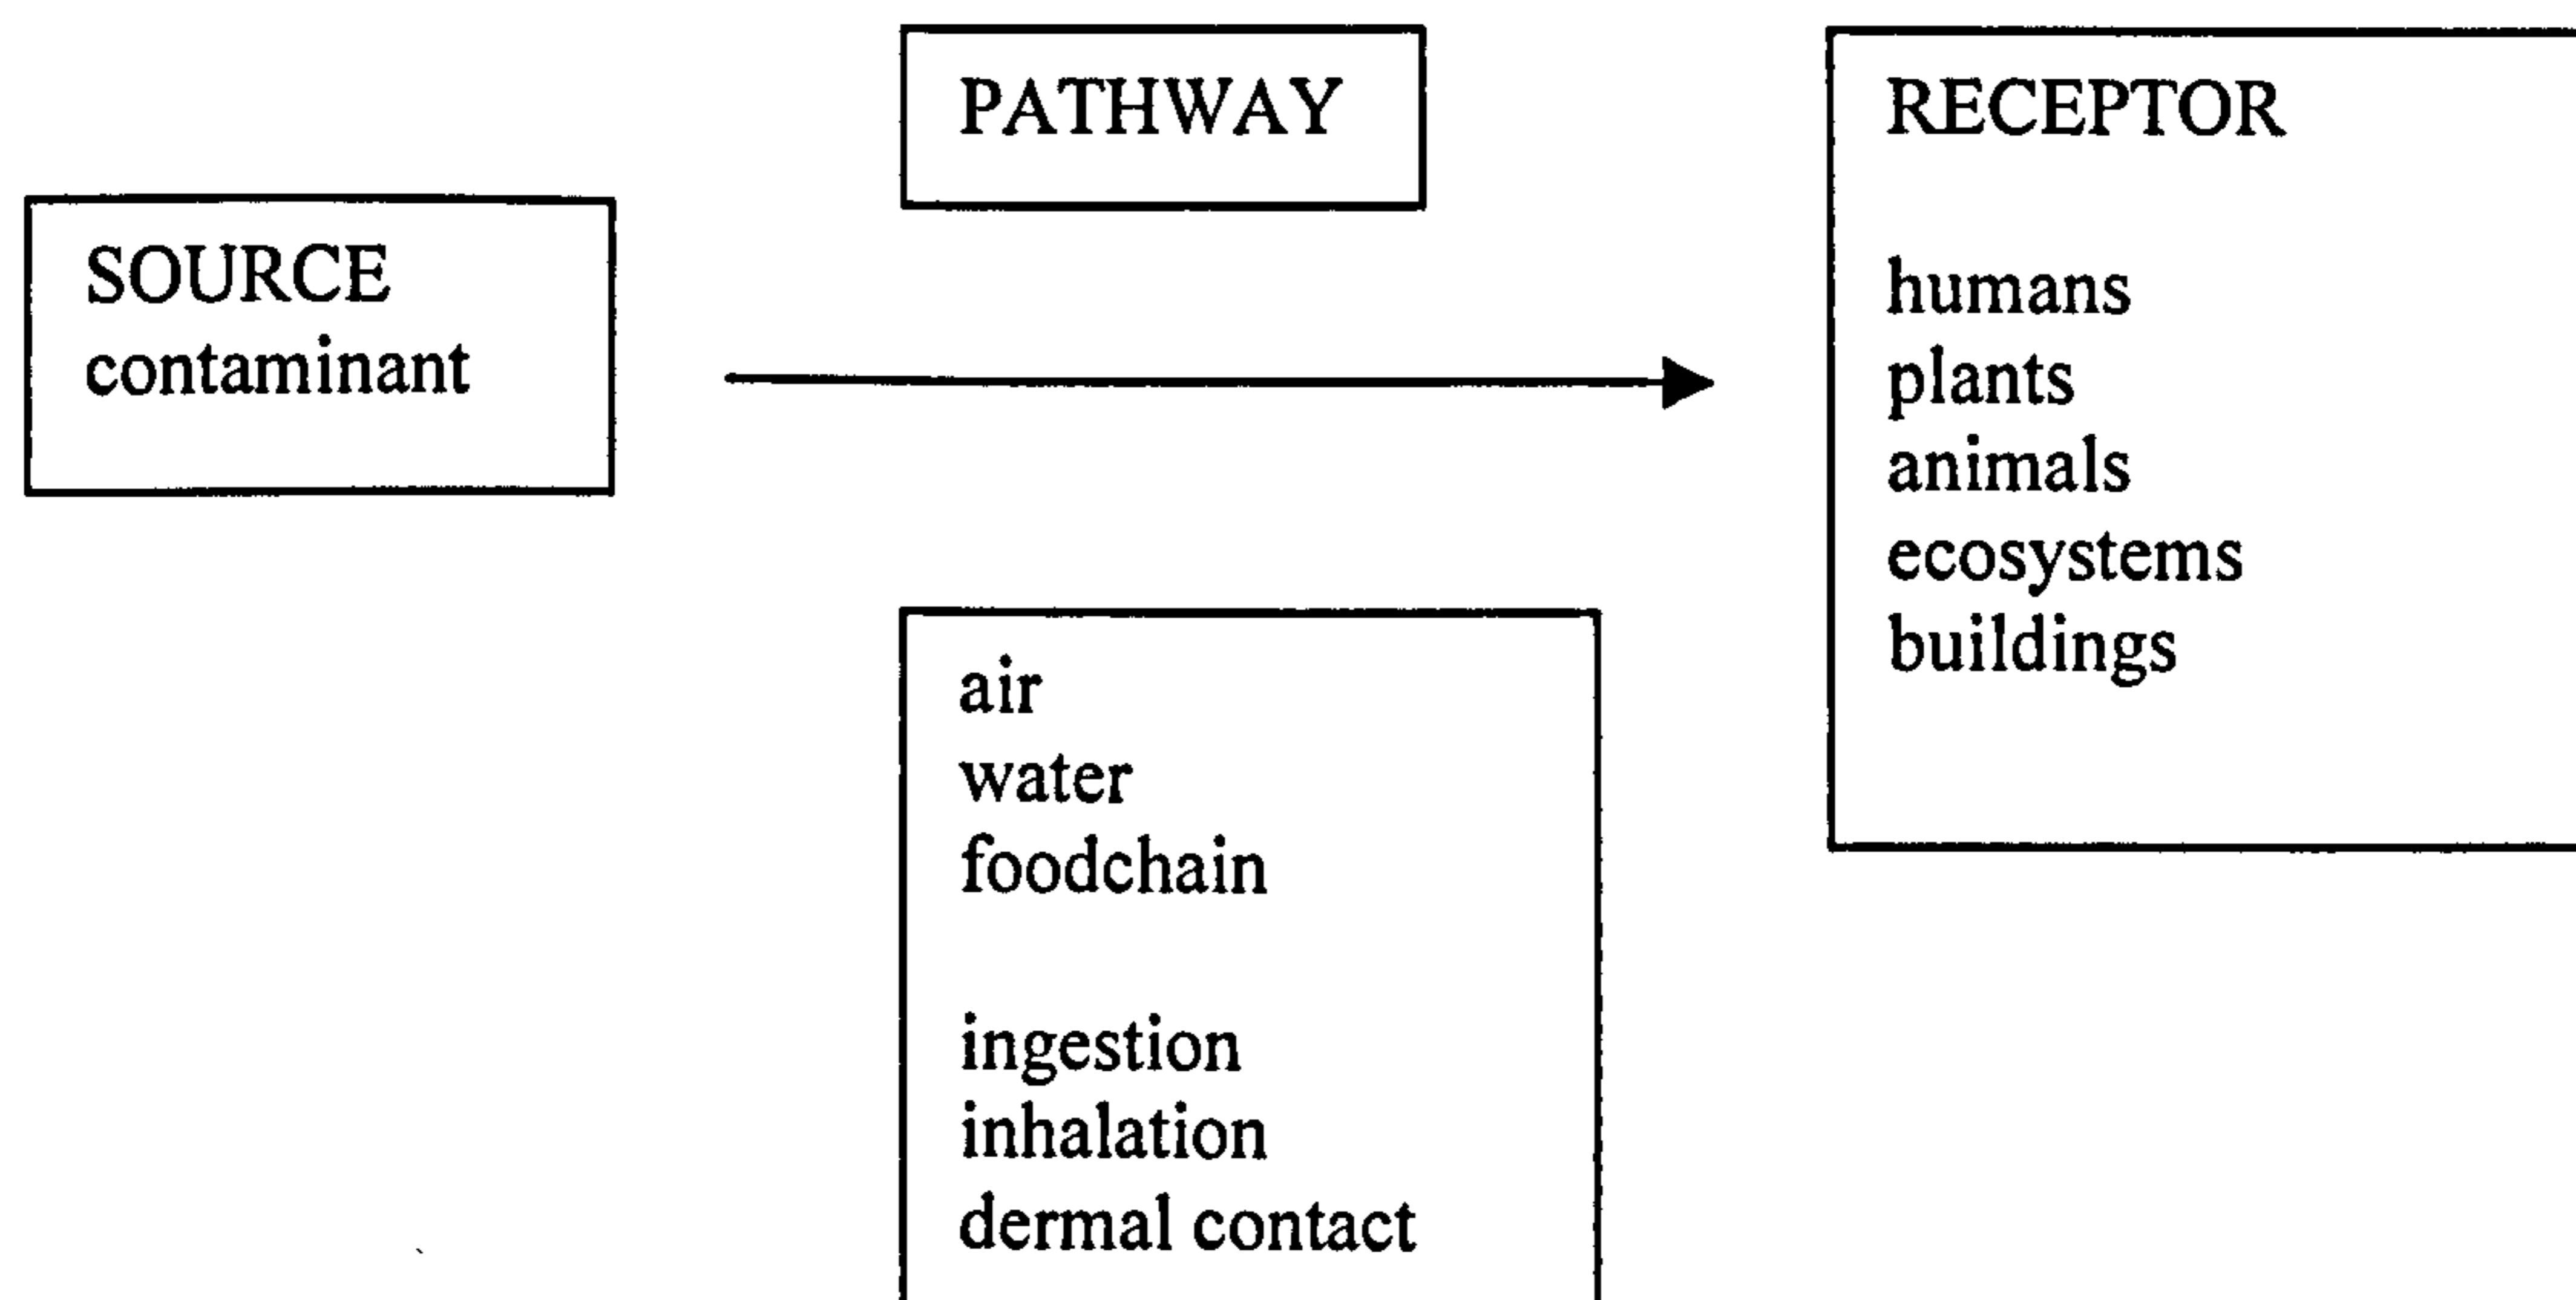 SOURCE
contaminant
PATHWAY
air
water
foodchain
ingestion
inhalation
dermal contact
RECEPTOR
humans
plants
animals
ecosystems
buildings